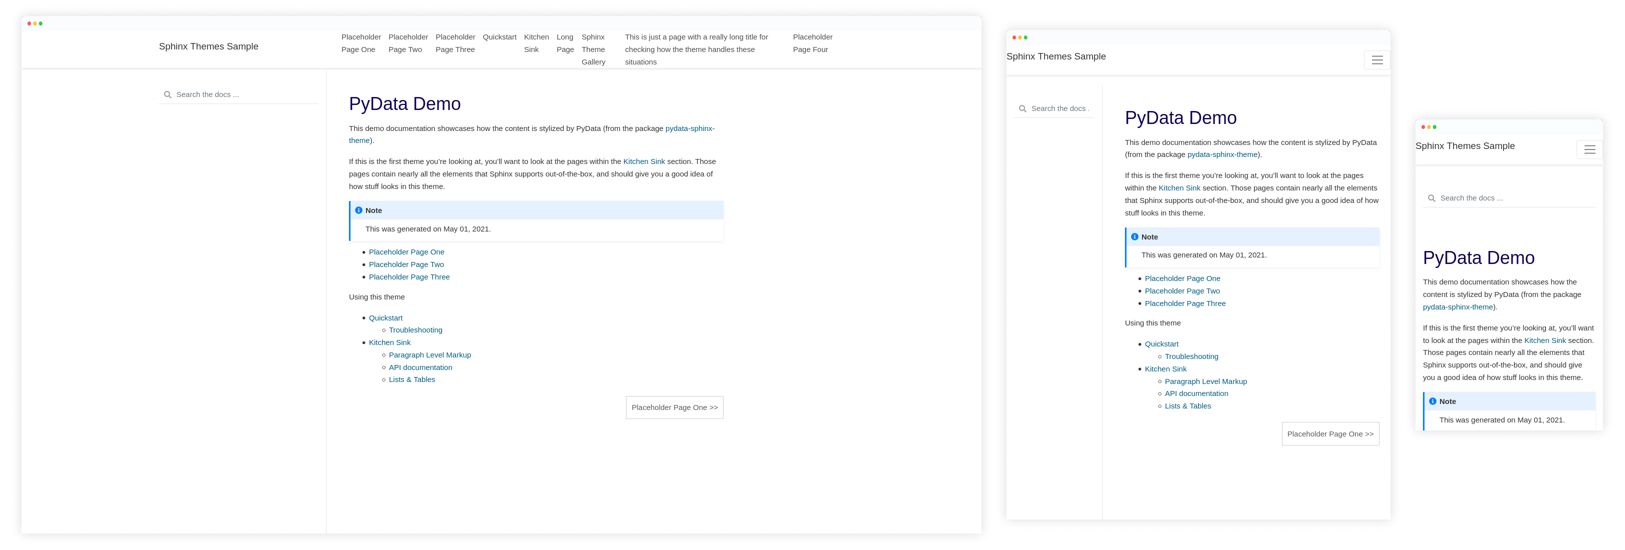 Sphinx Themes Sample
Placeholder Page One
Placeholder Page Two
Placeholder Page Three
Quickstart
Kitchen Sink
Long Page
Sphinx Theme Gallery
This is just a page with a really long title for checking how the theme handles these situations
Placeholder Page Four
Search the docs ...
PyData Demo
This demo documentation showcases how the content is stylized by PyData (from the package pydata-sphinx-
theme).
If this is the first theme you’re looking at, you’ll want to look at the pages within the Kitchen Sink section. Those
pages contain nearly all the elements that Sphinx supports out-of-the-box, and should give you a good idea of
how stuff looks in this theme.
Note
This was generated on May 01, 2021.
Placeholder Page One
Placeholder Page Two
Placeholder Page Three
Using this theme
Quickstart
Troubleshooting
Kitchen Sink
Paragraph Level Markup
API documentation
Lists & Tables
Placeholder Page One >>
Sphinx Themes Sample
Search the docs .
PyData Demo
This demo documentation showcases how the content is stylized by PyData
(from the package pydata-sphinx-theme).
If this is the first theme you’re looking at, you’ll want to look at the pages
within the Kitchen Sink section. Those pages contain nearly all the elements
that Sphinx supports out-of-the-box, and should give you a good idea of how
stuff looks in this theme.
Note
This was generated on May 01, 2021.
Placeholder Page One
Placeholder Page Two
Placeholder Page Three
Using this theme
Quickstart
Troubleshooting
Kitchen Sink
Paragraph Level Markup
API documentation
Lists & Tables
Placeholder Page One >>
Sphinx Themes Sample
Search the docs ...
PyData Demo
This demo documentation showcases how the
content is stylized by PyData (from the package
pydata-sphinx-theme).
If this is the first theme you’re looking at, you’ll want
to look at the pages within the Kitchen Sink section.
Those pages contain nearly all the elements that
Sphinx supports out-of-the-box, and should give
you a good idea of how stuff looks in this theme.
Note
This was generated on May 01, 2021.